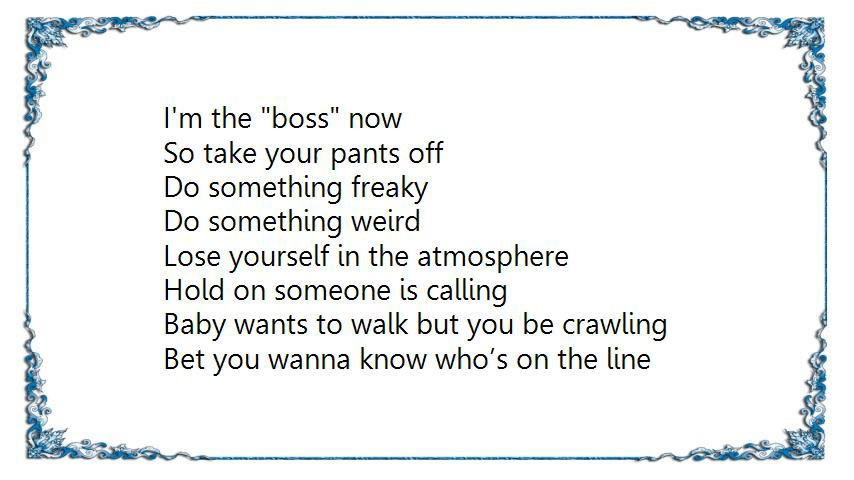 I'm the "boss" now
So take your pants off
Do something freaky
Do something weird
Lose yourself in the atmosphere
Hold on someone is calling
Baby wants to walk but you be crawling
Bet you wanna know who’s on the line